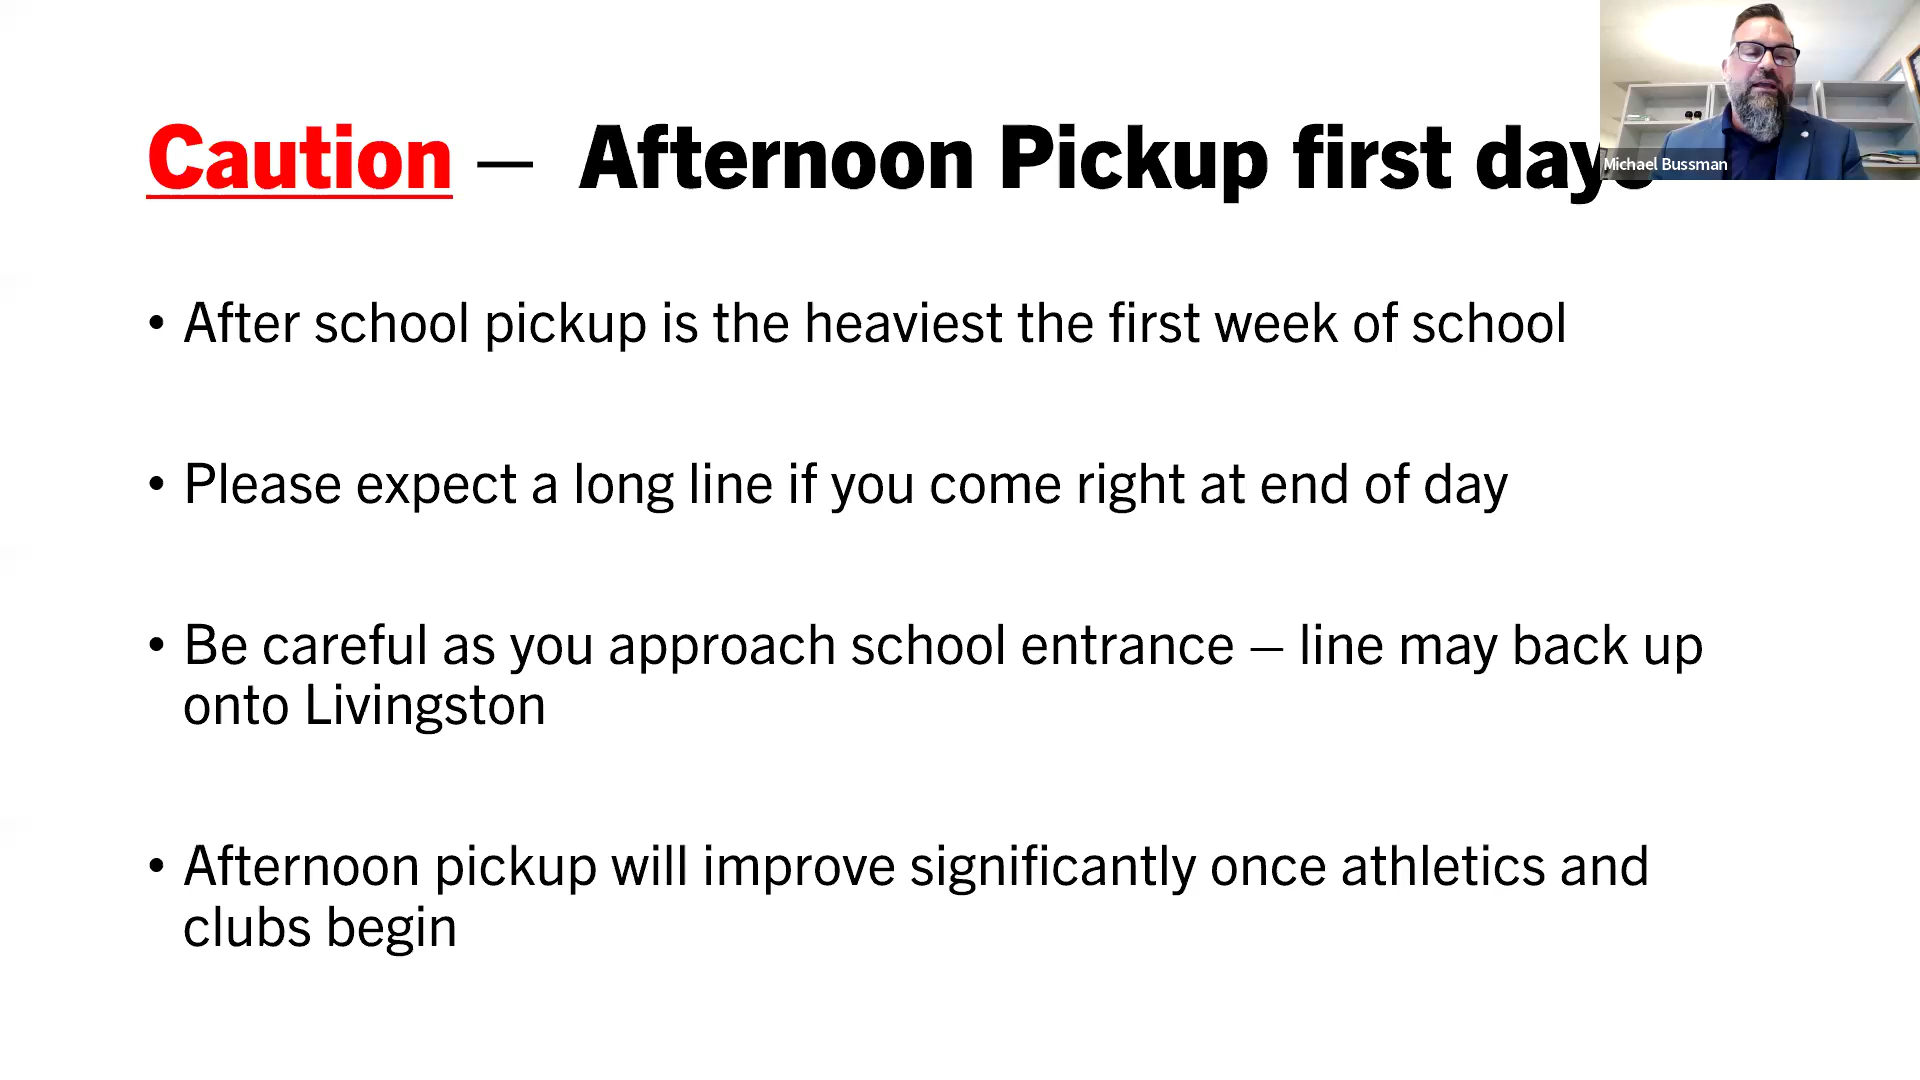 Caution – Afternoon Pickup first days
Michael Bussman
• After school pickup is the heaviest the first week of school
• Please expect a long line if you come right at end of day
• Be careful as you approach school entrance – line may back up
onto Livingston
• Afternoon pickup will improve significantly once athletics and
clubs begin